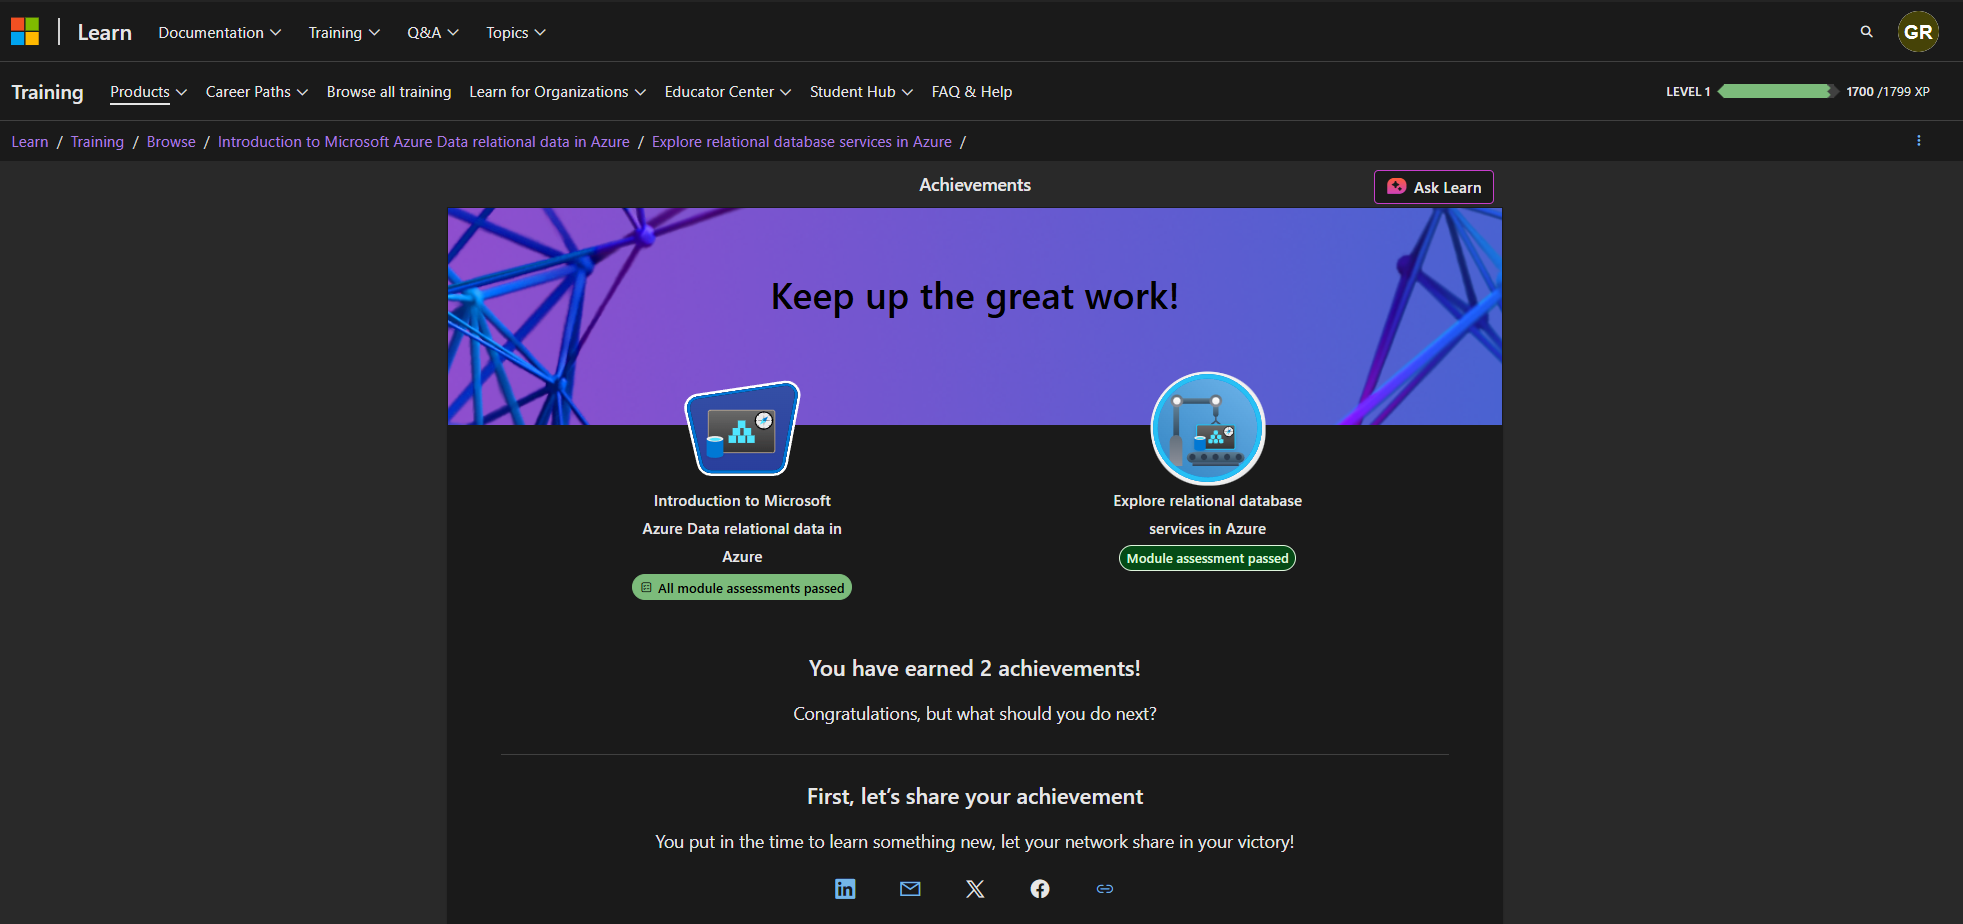 Learn Documentation Training Q&A Topics GR
Training Products Career Paths Browse all training Learn for Organizations Educator Center Student Hub FAQ & Help LEVEL 1 1700 /1799 XP
Learn / Training / Browse / Introduction to Microsoft Azure Data relational data in Azure / Explore relational database services in Azure /
Achievements
Ask Learn
Keep up the great work!
Introduction to Microsoft
Azure Data relational data in
Azure
All module assessments passed
Explore relational database
services in Azure
Module assessment passed
You have earned 2 achievements!
Congratulations, but what should you do next?
First, let’s share your achievement
You put in the time to learn something new, let your network share in your victory!
in